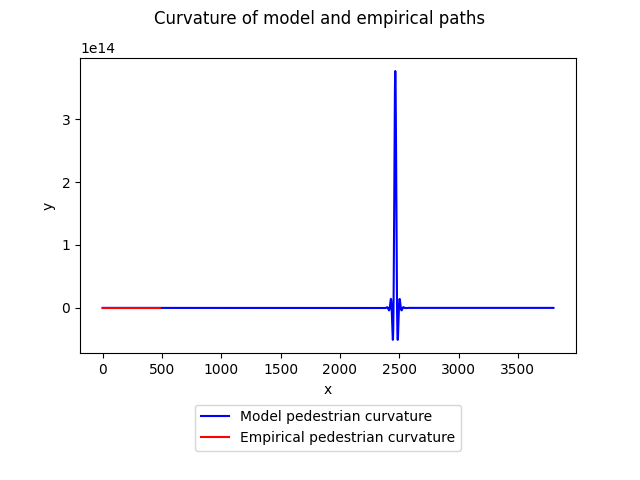 Curvature of model and empirical paths
1e14
3
2
1
0
y
0 500 1000 1500 2000 2500 3000 3500
x
Model pedestrian curvature
Empirical pedestrian curvature